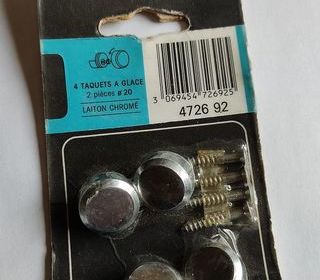 4 TAQUETS A GLACE
2 pièces ø 20
LAITON CHROMÉ
3 069454 726925
4726 92